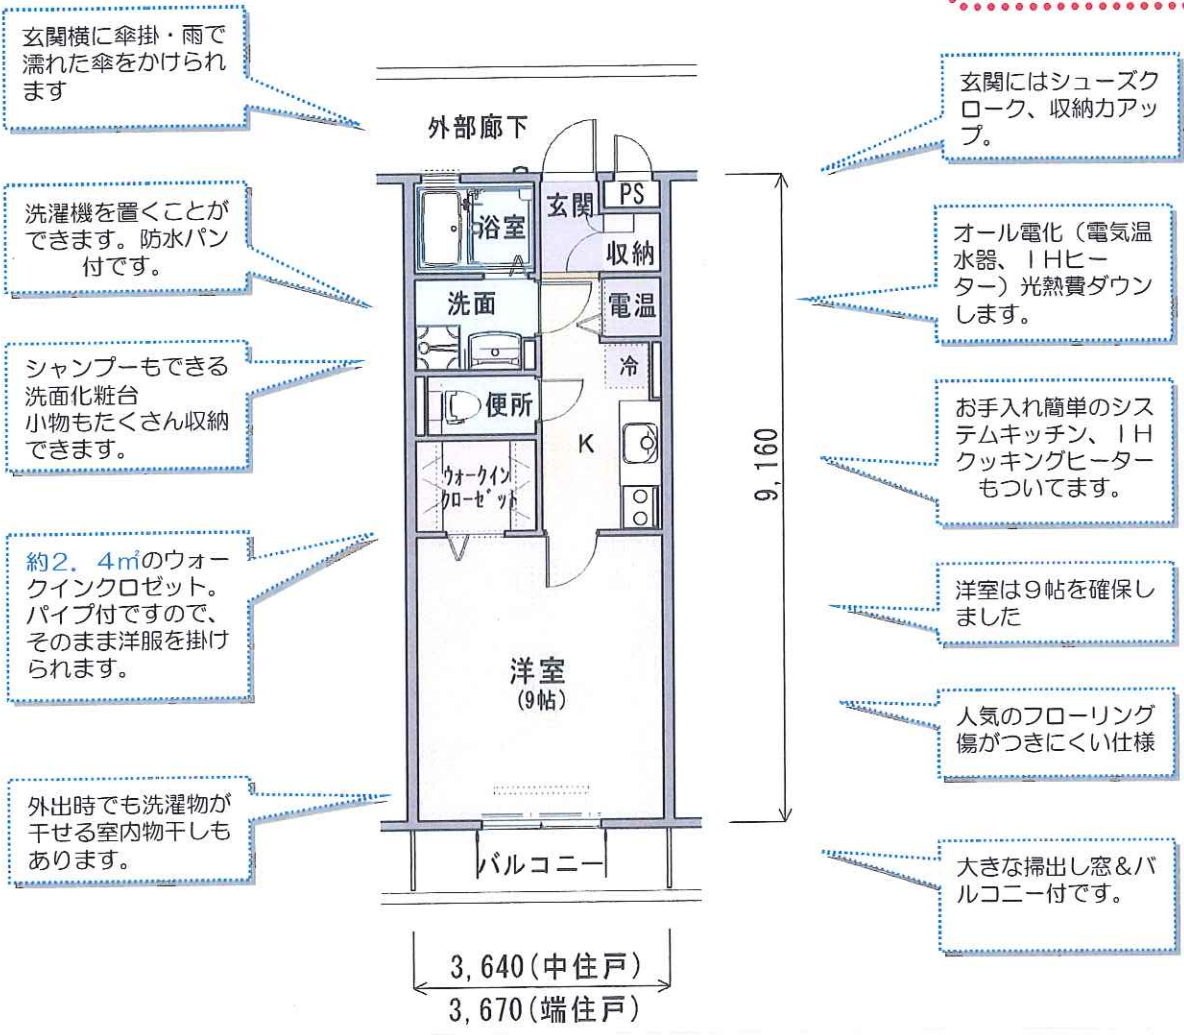 玄関横に傘掛・雨で
濡れた傘をかけられ
ます
洗濯機を置くことが
できます。防水パン
付です。
シャンプーもできる
洗面化粧台
小物もたくさん収納
できます。
約2．4㎡のウォー
クインクロゼット。
パイプ付ですので、
そのまま洋服を掛け
られます。
外出時でも洗濯物が
干せる室内物干しも
あります。
外部廊下
浴室
玄関
PS
収納
洗面
電温
冷
便所
K
ウォークイン
クローゼット
洋室
(9帖)
バルコニー
9,160
3,640(中住戸)
3,670(端住戸)
玄関にはシューズク
ローク、収納力アッ
プ。
オール電化（電気温
水器、ＩＨヒー
ター）光熱費ダウン
します。
お手入れ簡単のシス
テムキッチン、ＩＨ
クッキングヒーター
もついてます。
洋室は９帖を確保し
ました
人気のフローリング
傷がつきにくい仕様
大きな掃出し窓＆バ
ルコニー付です。